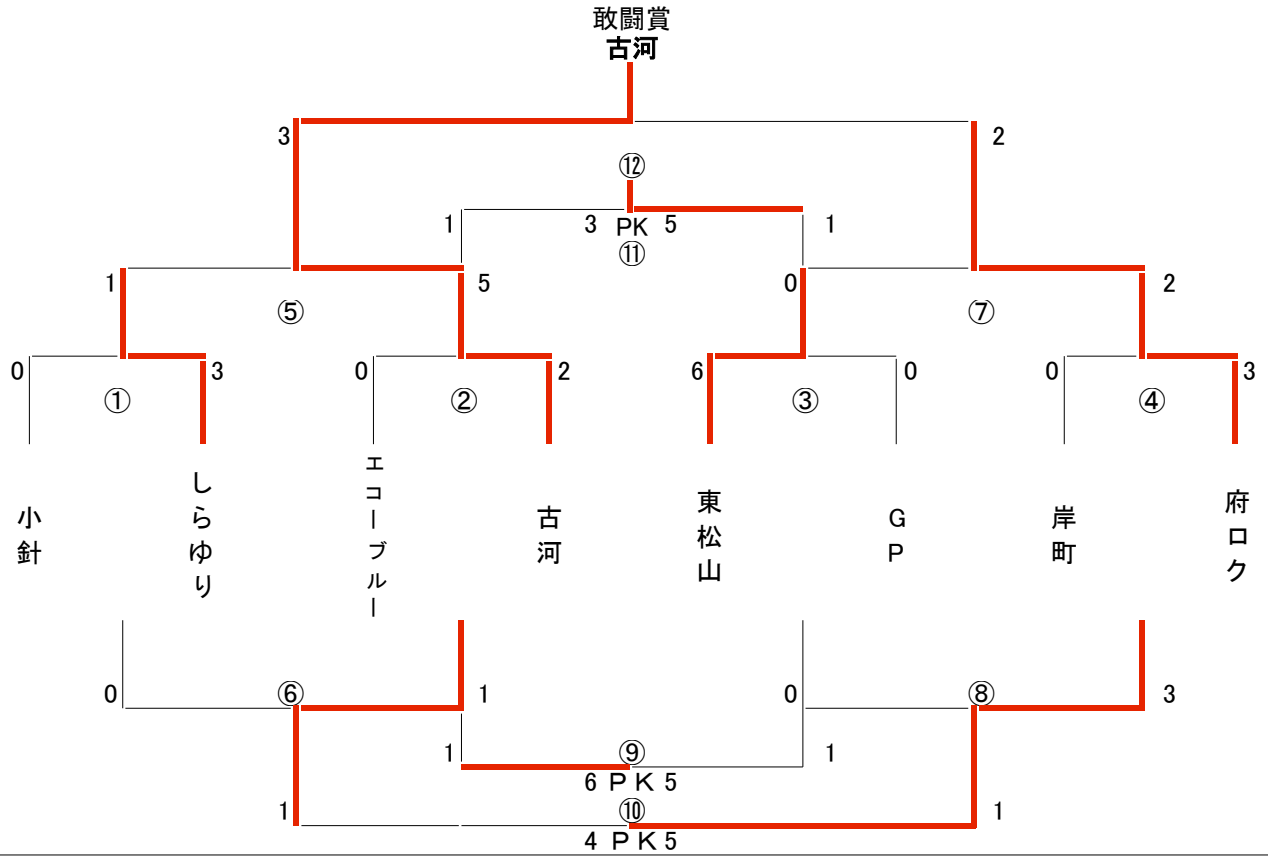 敢闘賞
古河
3 2
⑫
1 3 PK 5 1
⑪
1 5 0 2
⑤ ⑦
0 3 0 2 6 0 0 3
① ② ③ ④
小針
しらゆり
エコーブルー
古河
東松山
GP
岸町
府ロク
0 ⑥ 1 0 ⑧ 3
1 ⑨ 1
6 PK 5
1 ⑩ 1
4 PK 5